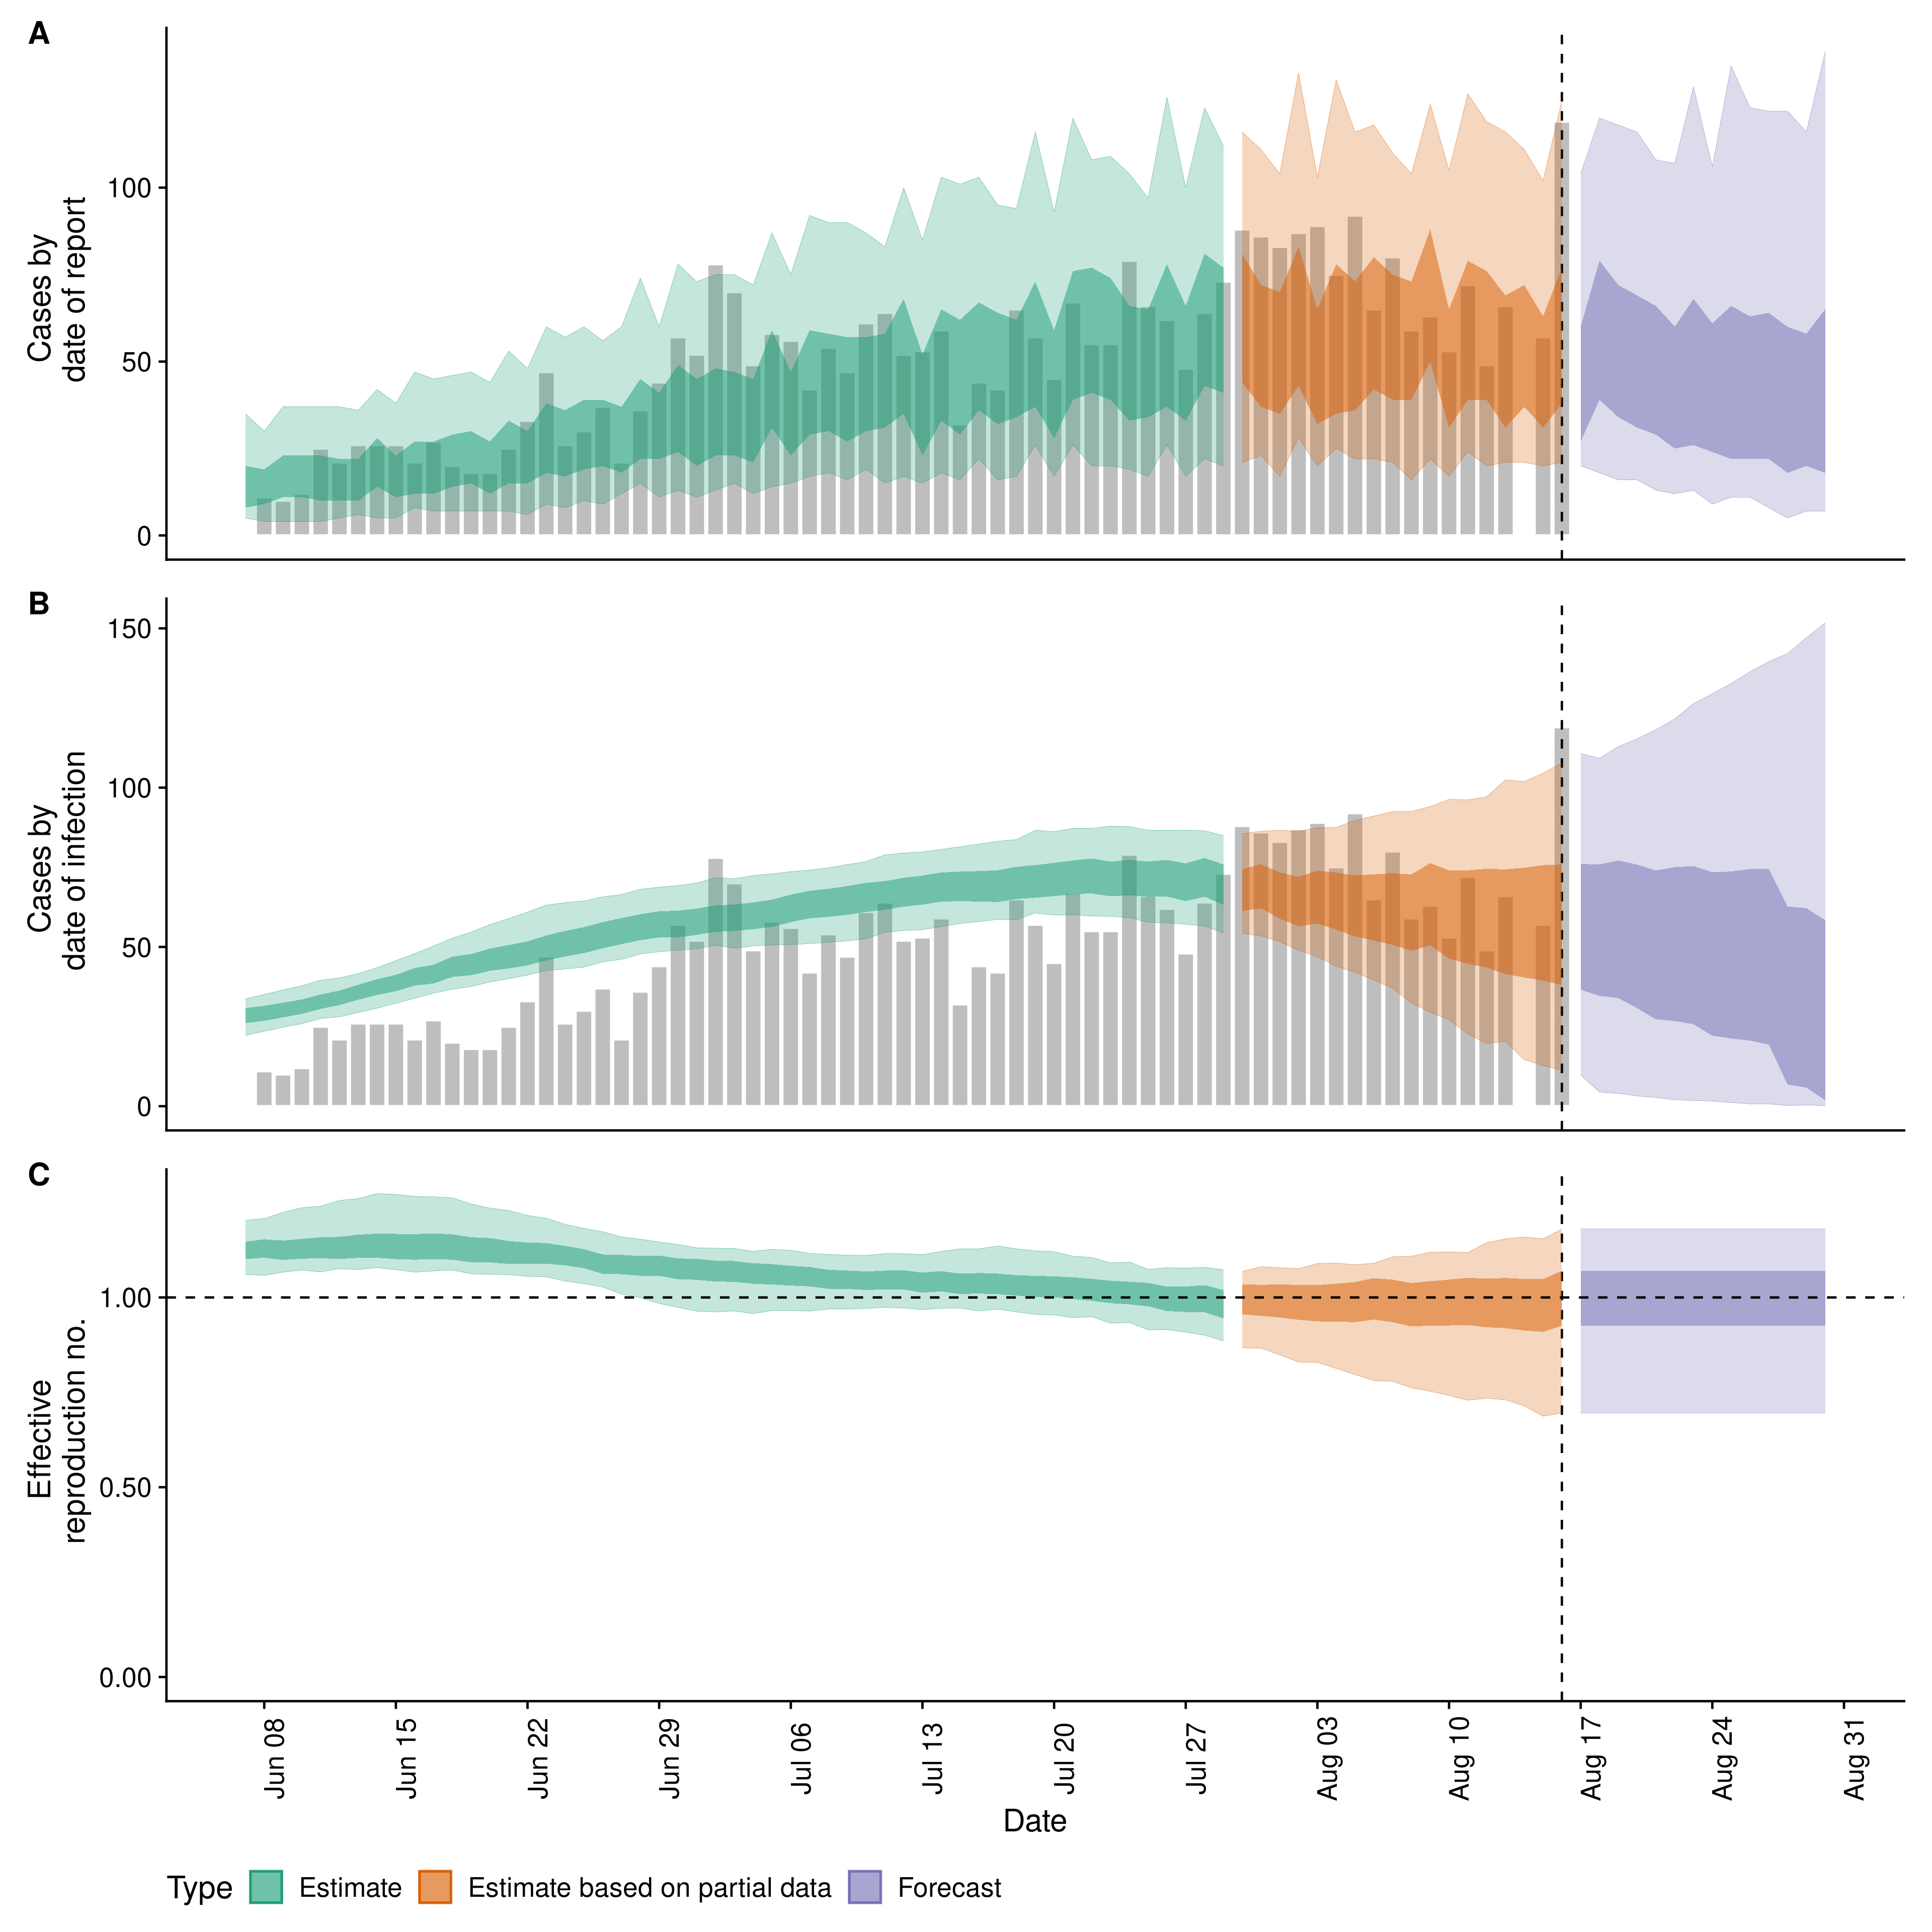 A
Cases by
date of report
100
50
0
B
Cases by
date of infection
150
100
50
0
C
Effective
reproduction no.
1.00
0.50
0.00
Jun 08
Jun 15
Jun 22
Jun 29
Jul 06
Jul 13
Jul 20
Jul 27
Aug 03
Aug 10
Aug 17
Aug 24
Aug 31
Date
Type Estimate Estimate based on partial data Forecast